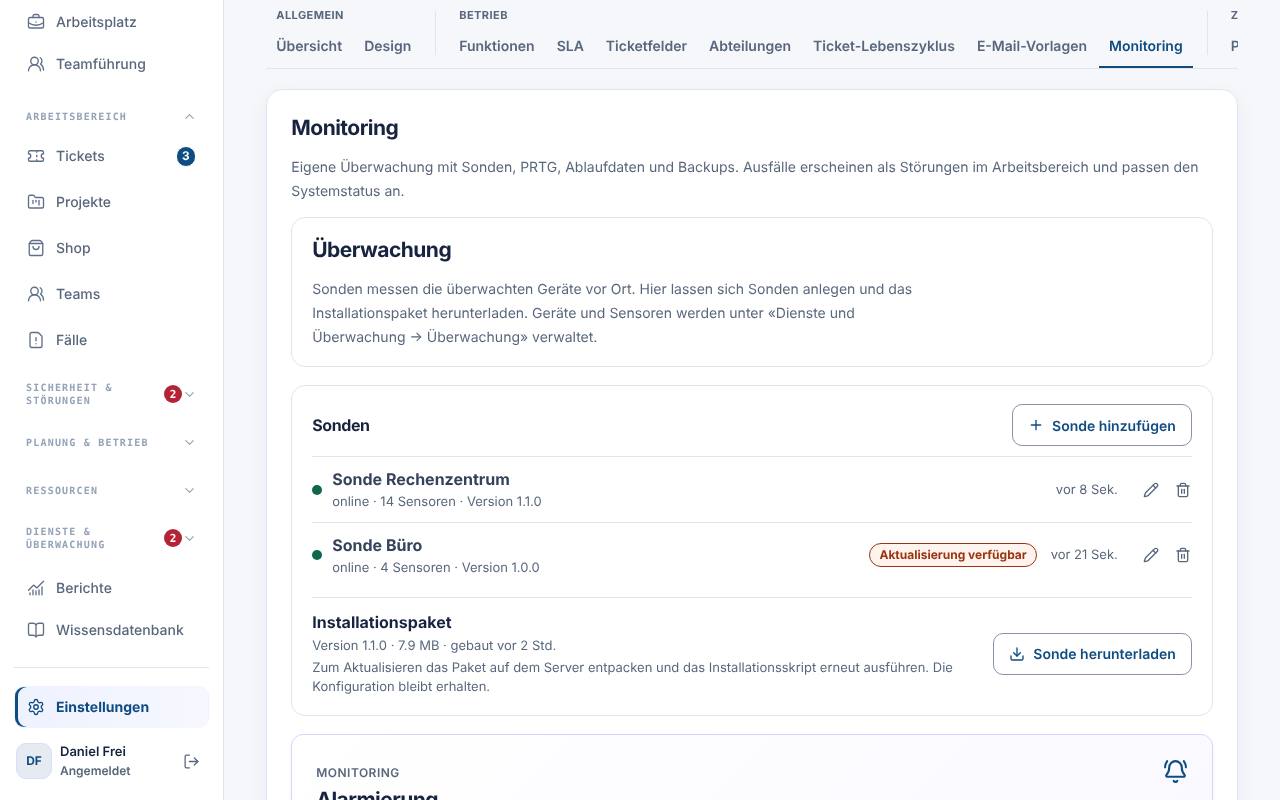 Arbeitsplatz
Teamführung
ARBEITSBEREICH
Tickets 3
Projekte
Shop
Teams
Fälle
SICHERHEIT &
STÖRUNGEN
2
PLANUNG & BETRIEB
RESSOURCEN
DIENSTE &
ÜBERWACHUNG
2
Berichte
Wissensdatenbank
Einstellungen
DF
Daniel Frei
Angemeldet
ALLGEMEIN
Übersicht Design
BETRIEB
Funktionen SLA Ticketfelder Abteilungen Ticket-Lebenszyklus E-Mail-Vorlagen Monitoring
Monitoring
Eigene Überwachung mit Sonden, PRTG, Ablaufdaten und Backups. Ausfälle erscheinen als Störungen im Arbeitsbereich und passen den
Systemstatus an.
Überwachung
Sonden messen die überwachten Geräte vor Ort. Hier lassen sich Sonden anlegen und das
Installationspaket herunterladen. Geräte und Sensoren werden unter «Dienste und
Überwachung → Überwachung» verwaltet.
Sonden
Sonde hinzufügen
Sonde Rechenzentrum
online · 14 Sensoren · Version 1.1.0
vor 8 Sek.
Sonde Büro
online · 4 Sensoren · Version 1.0.0
Aktualisierung verfügbar
vor 21 Sek.
Installationspaket
Version 1.1.0 · 7.9 MB · gebaut vor 2 Std.
Zum Aktualisieren das Paket auf dem Server entpacken und das Installationsskript erneut ausführen. Die
Konfiguration bleibt erhalten.
Sonde herunterladen
MONITORING
Alarmierung